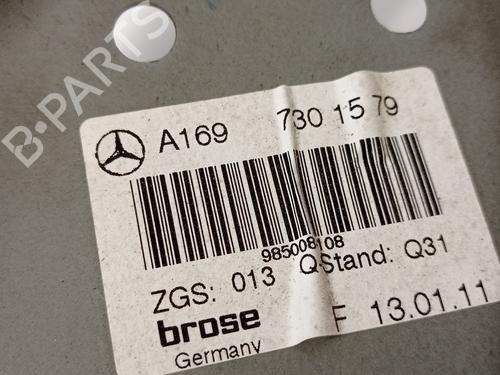 B-PARTS
A169 730 15 79
985008108
ZGS: 013 QStand: Q31
brose F 13.01.11
Germany